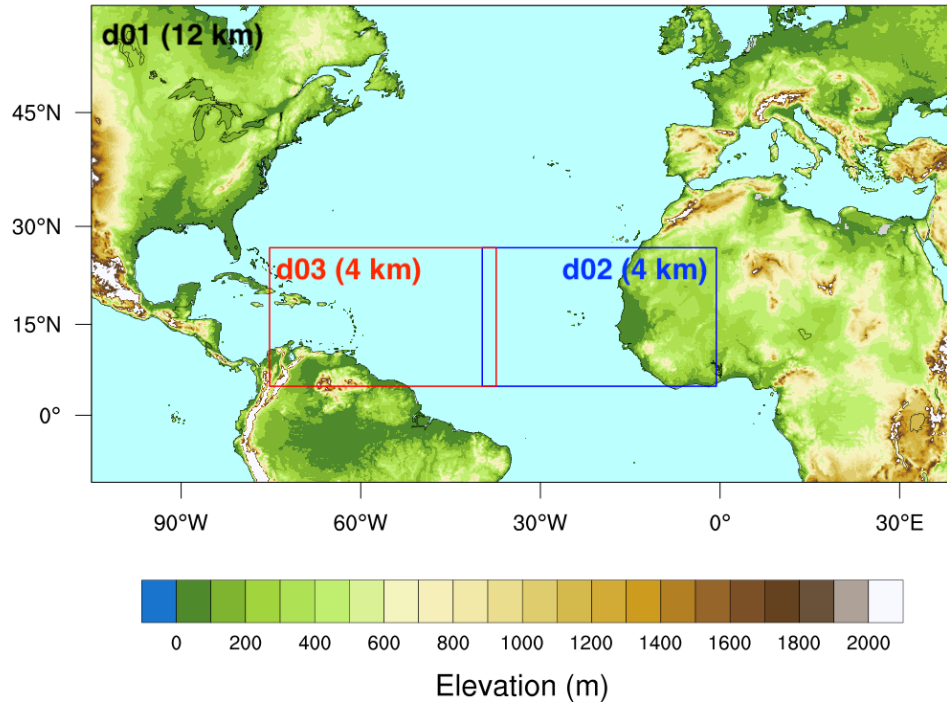 d01 (12 km)
45°N
30°N
d03 (4 km)
d02 (4 km)
15°N
0°
90°W
60°W
30°W
0°
30°E
0
200
400
600
800
1000
1200
1400
1600
1800
2000
Elevation (m)